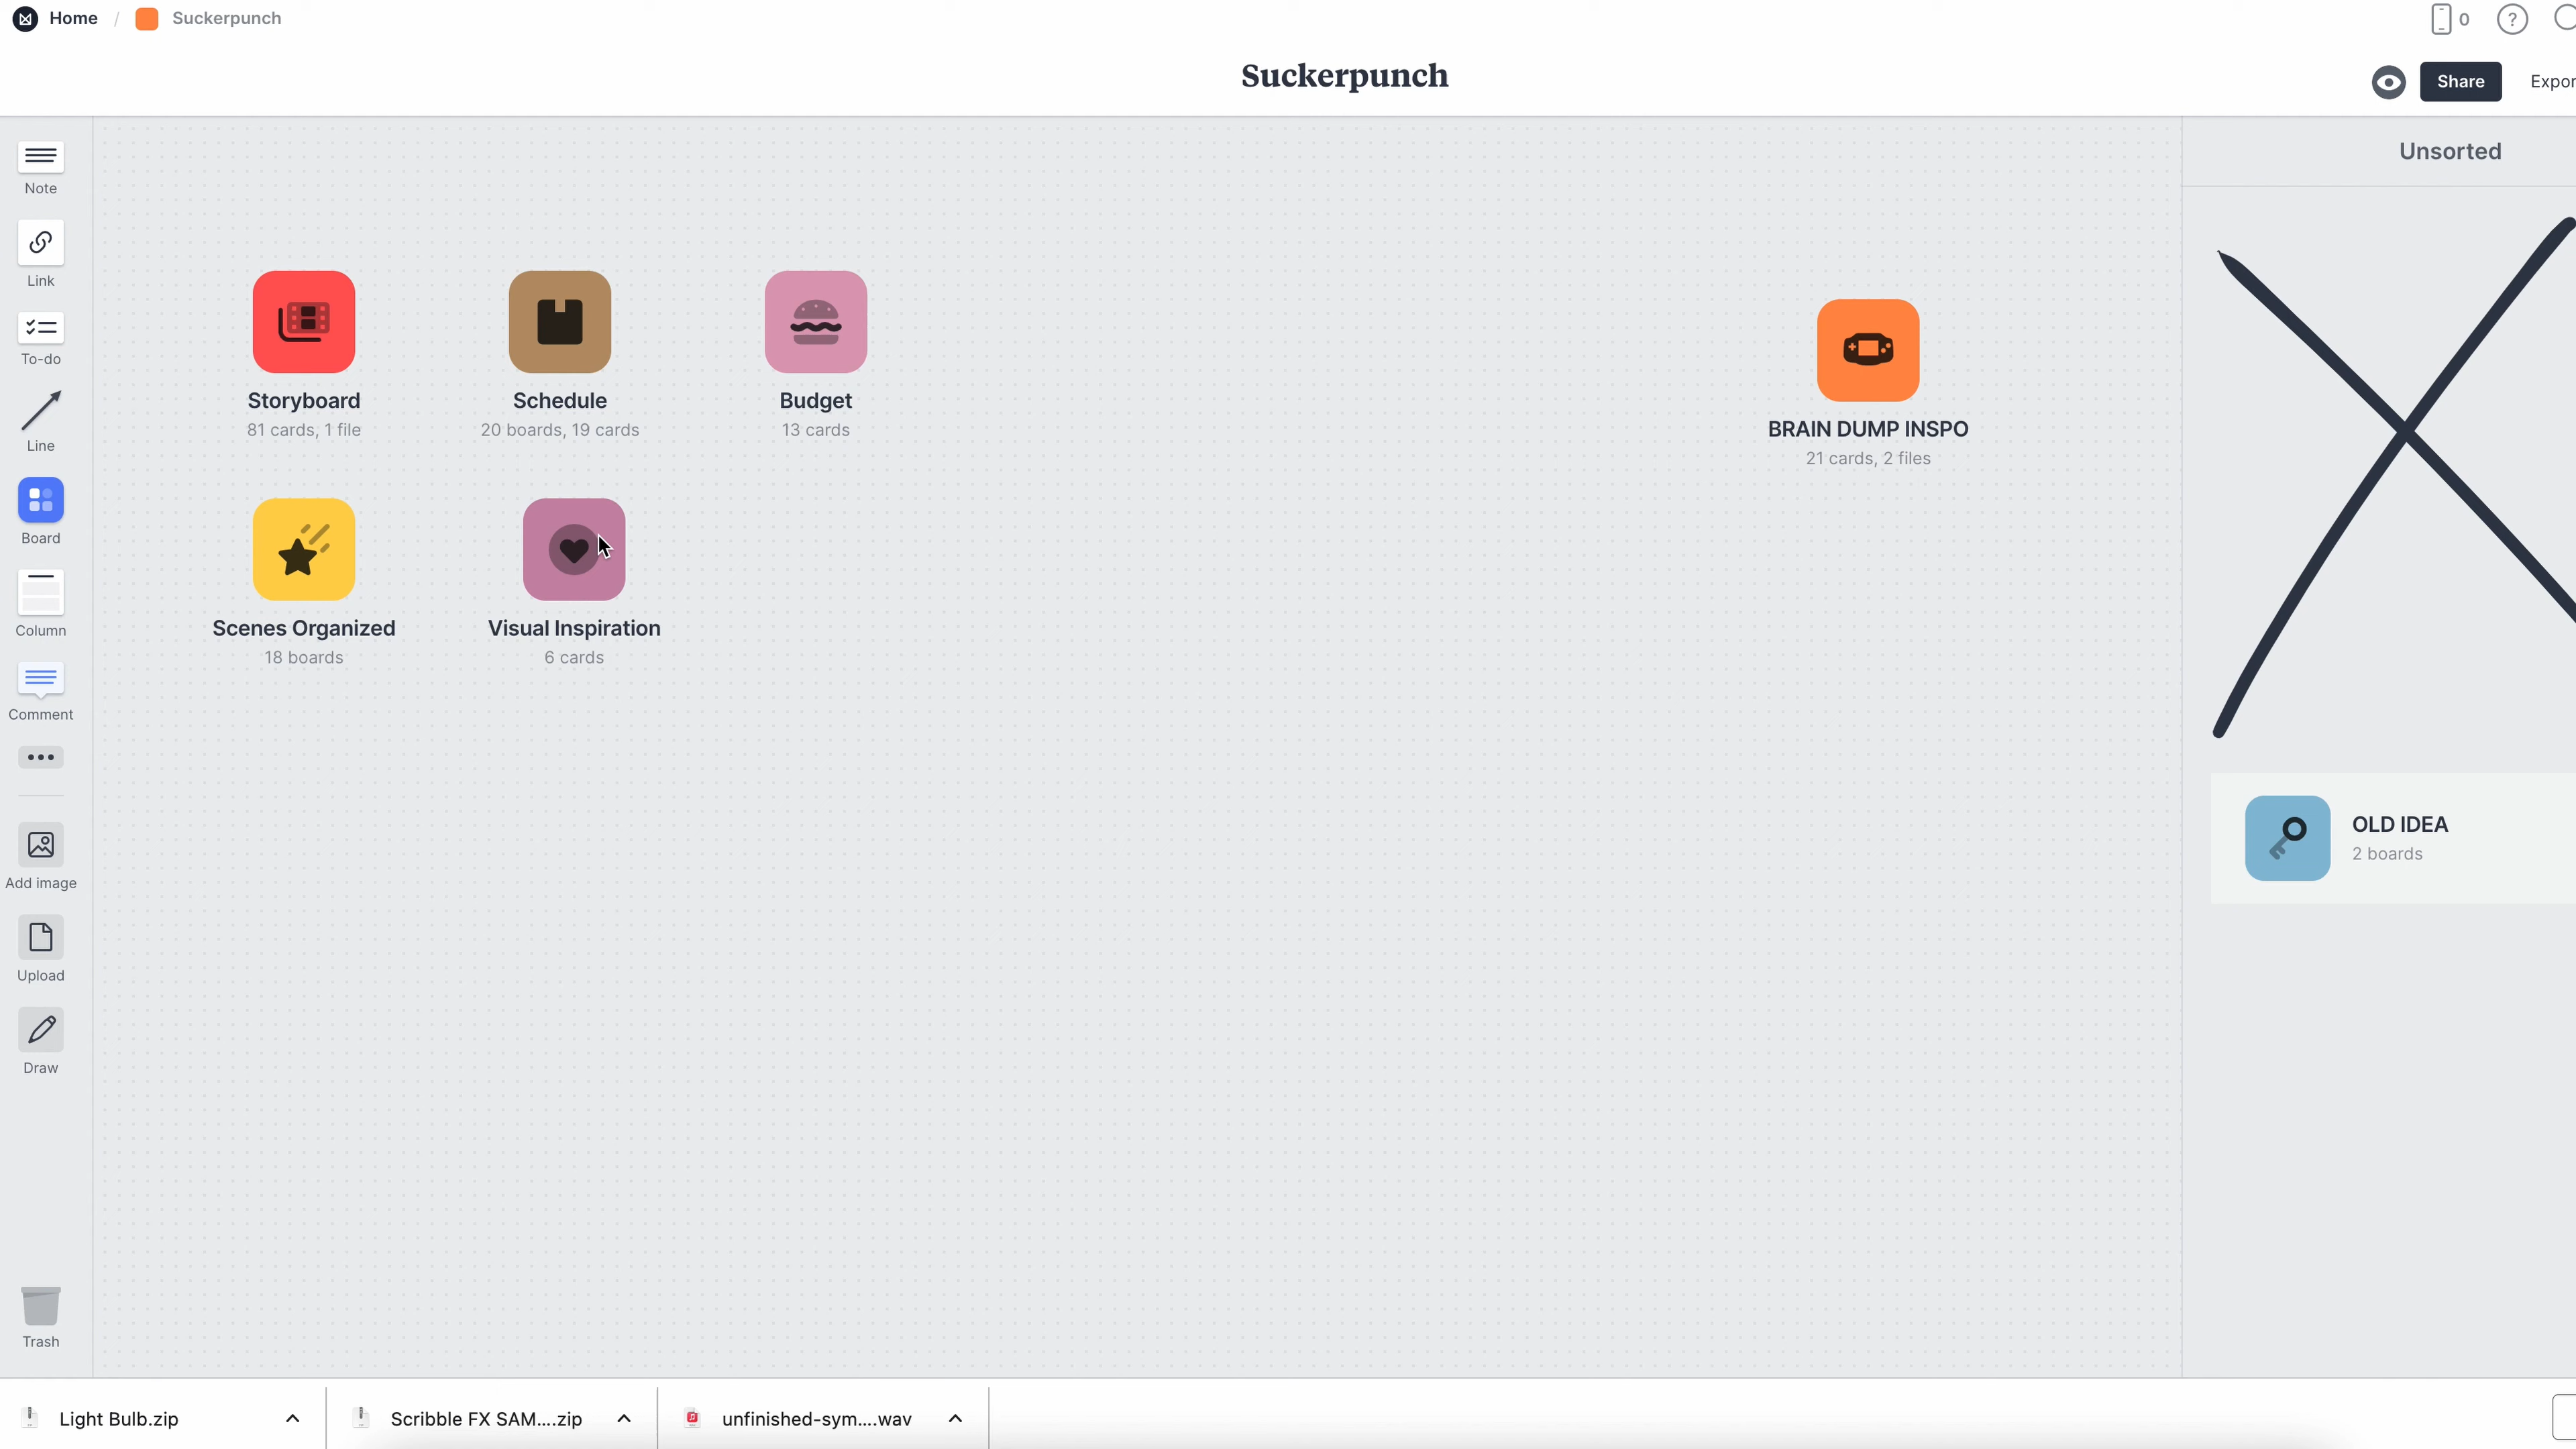 Home / Suckerpunch
0 ?
Suckerpunch
Share Expor
Note
Link
To-do
Line
Board
Column
Comment
Add image
Upload
Draw
Trash
Storyboard
81 cards, 1 file
Schedule
20 boards, 19 cards
Budget
13 cards
Scenes Organized
18 boards
Visual Inspiration
6 cards
BRAIN DUMP INSPO
21 cards, 2 files
Unsorted
OLD IDEA
2 boards
Light Bulb.zip
Scribble FX SAM....zip
unfinished-sym....wav